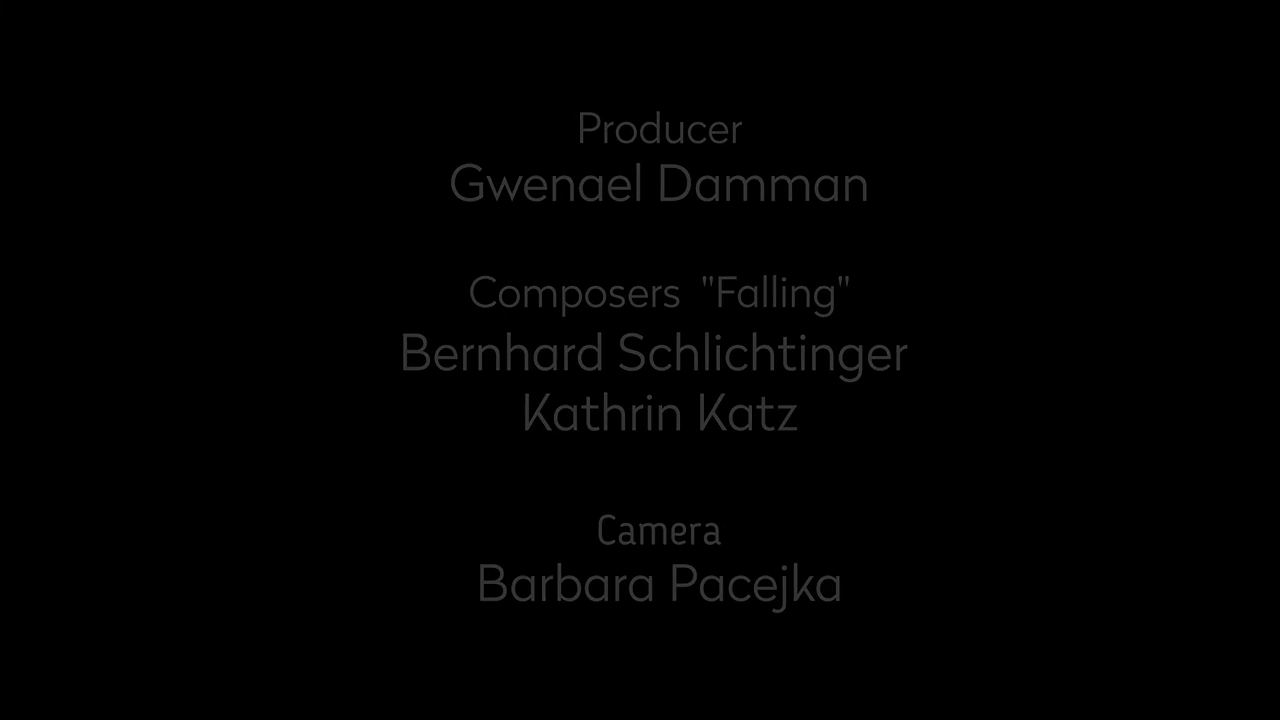 Producer
Gwenael Damman
Composers "Falling"
Bernhard Schlichtinger
Kathrin Katz
Camera
Barbara Pacejka